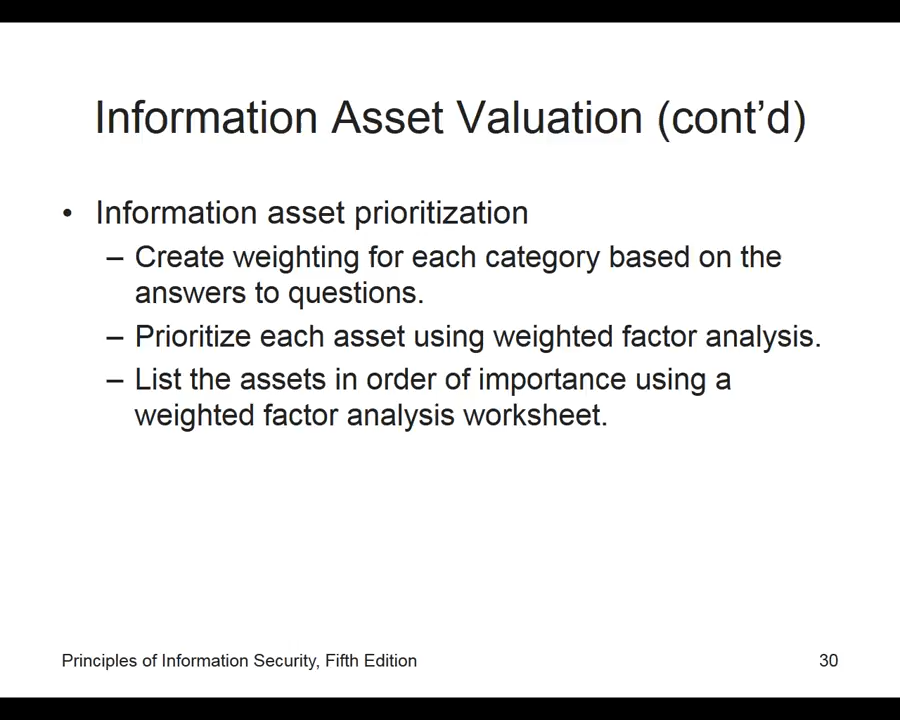 Information Asset Valuation (cont’d)
• Information asset prioritization
– Create weighting for each category based on the
answers to questions.
– Prioritize each asset using weighted factor analysis.
– List the assets in order of importance using a
weighted factor analysis worksheet.
Principles of Information Security, Fifth Edition
30